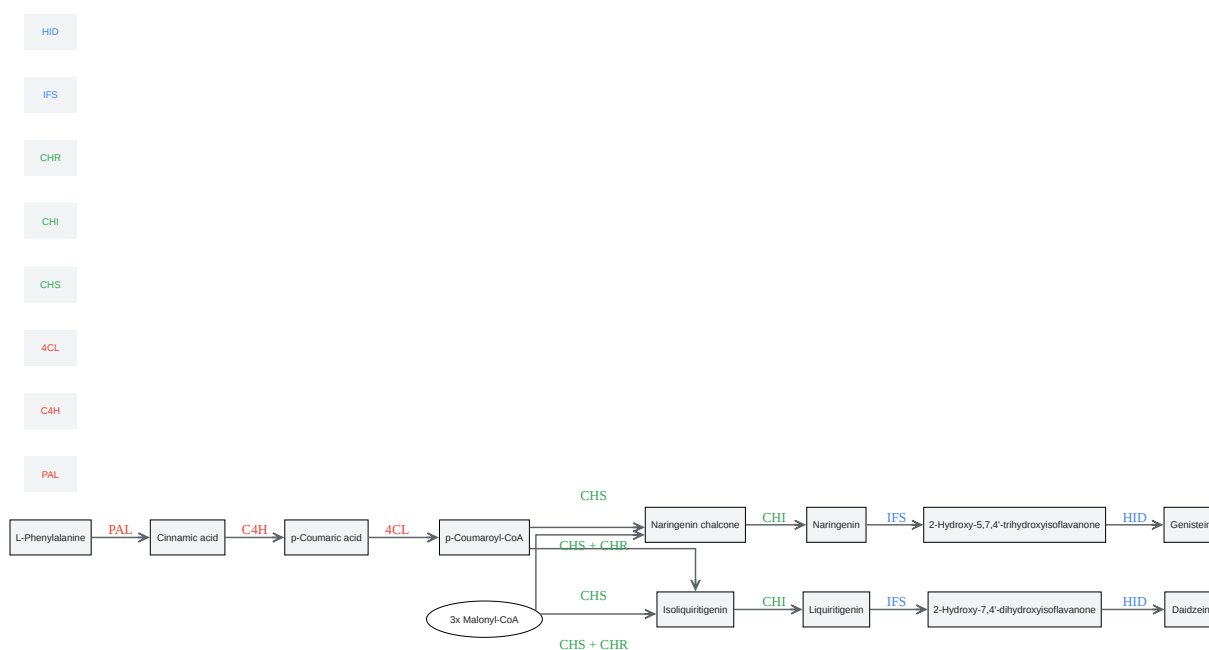 HID
IFS
CHR
CHI
CHS
4CL
C4H
PAL
CHS
L-Phenylalanine
PAL
Cinnamic acid
C4H
p-Coumaric acid
4CL
p-Coumaroyl-CoA
CHS + CHR
Naringenin chalcone
CHI
Naringenin
IFS
2-Hydroxy-5,7,4'-trihydroxyisoflavanone
HID
Genistein
3x Malonyl-CoA
CHS
CHS + CHR
Isoliquiritigenin
CHI
Liquiritigenin
IFS
2-Hydroxy-7,4'-dihydroxyisoflavanone
HID
Daidzein